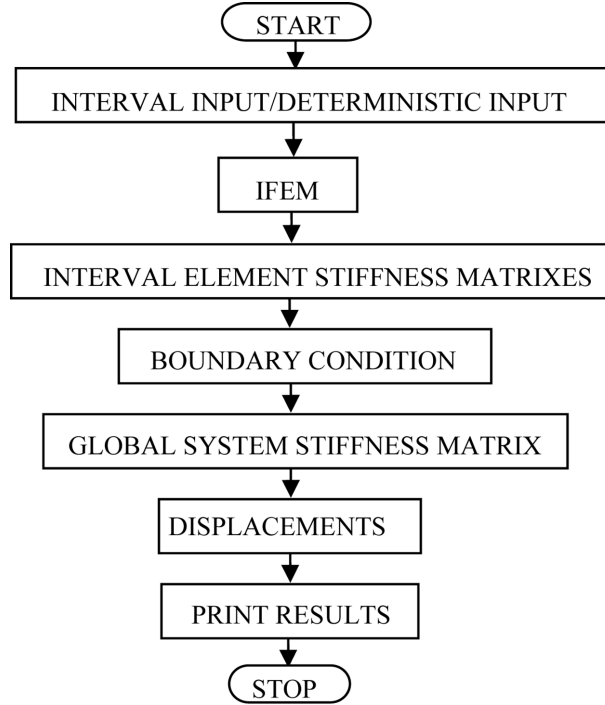 START
INTERVAL INPUT/DETERMINISTIC INPUT
IFEM
INTERVAL ELEMENT STIFFNESS MATRIXES
BOUNDARY CONDITION
GLOBAL SYSTEM STIFFNESS MATRIX
DISPLACEMENTS
PRINT RESULTS
STOP